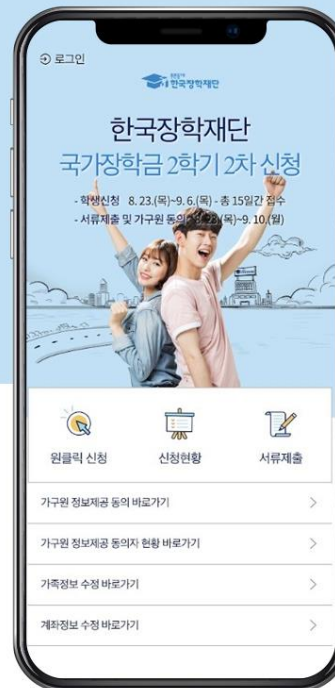 로그인
한국장학재단
한국장학재단
국가장학금 2학기 2차 신청
- 학생신청 8. 23.(목)~9. 6.(목) - 총 15일간 접수
- 서류제출 및 가구원 동의 23.(목)~9. 10.(월)
원클릭 신청 신청현황 서류제출
가구원 정보제공 동의 바로가기
가구원 정보제공 동의자 현황 바로가기
가족정보 수정 바로가기
계좌정보 수정 바로가기